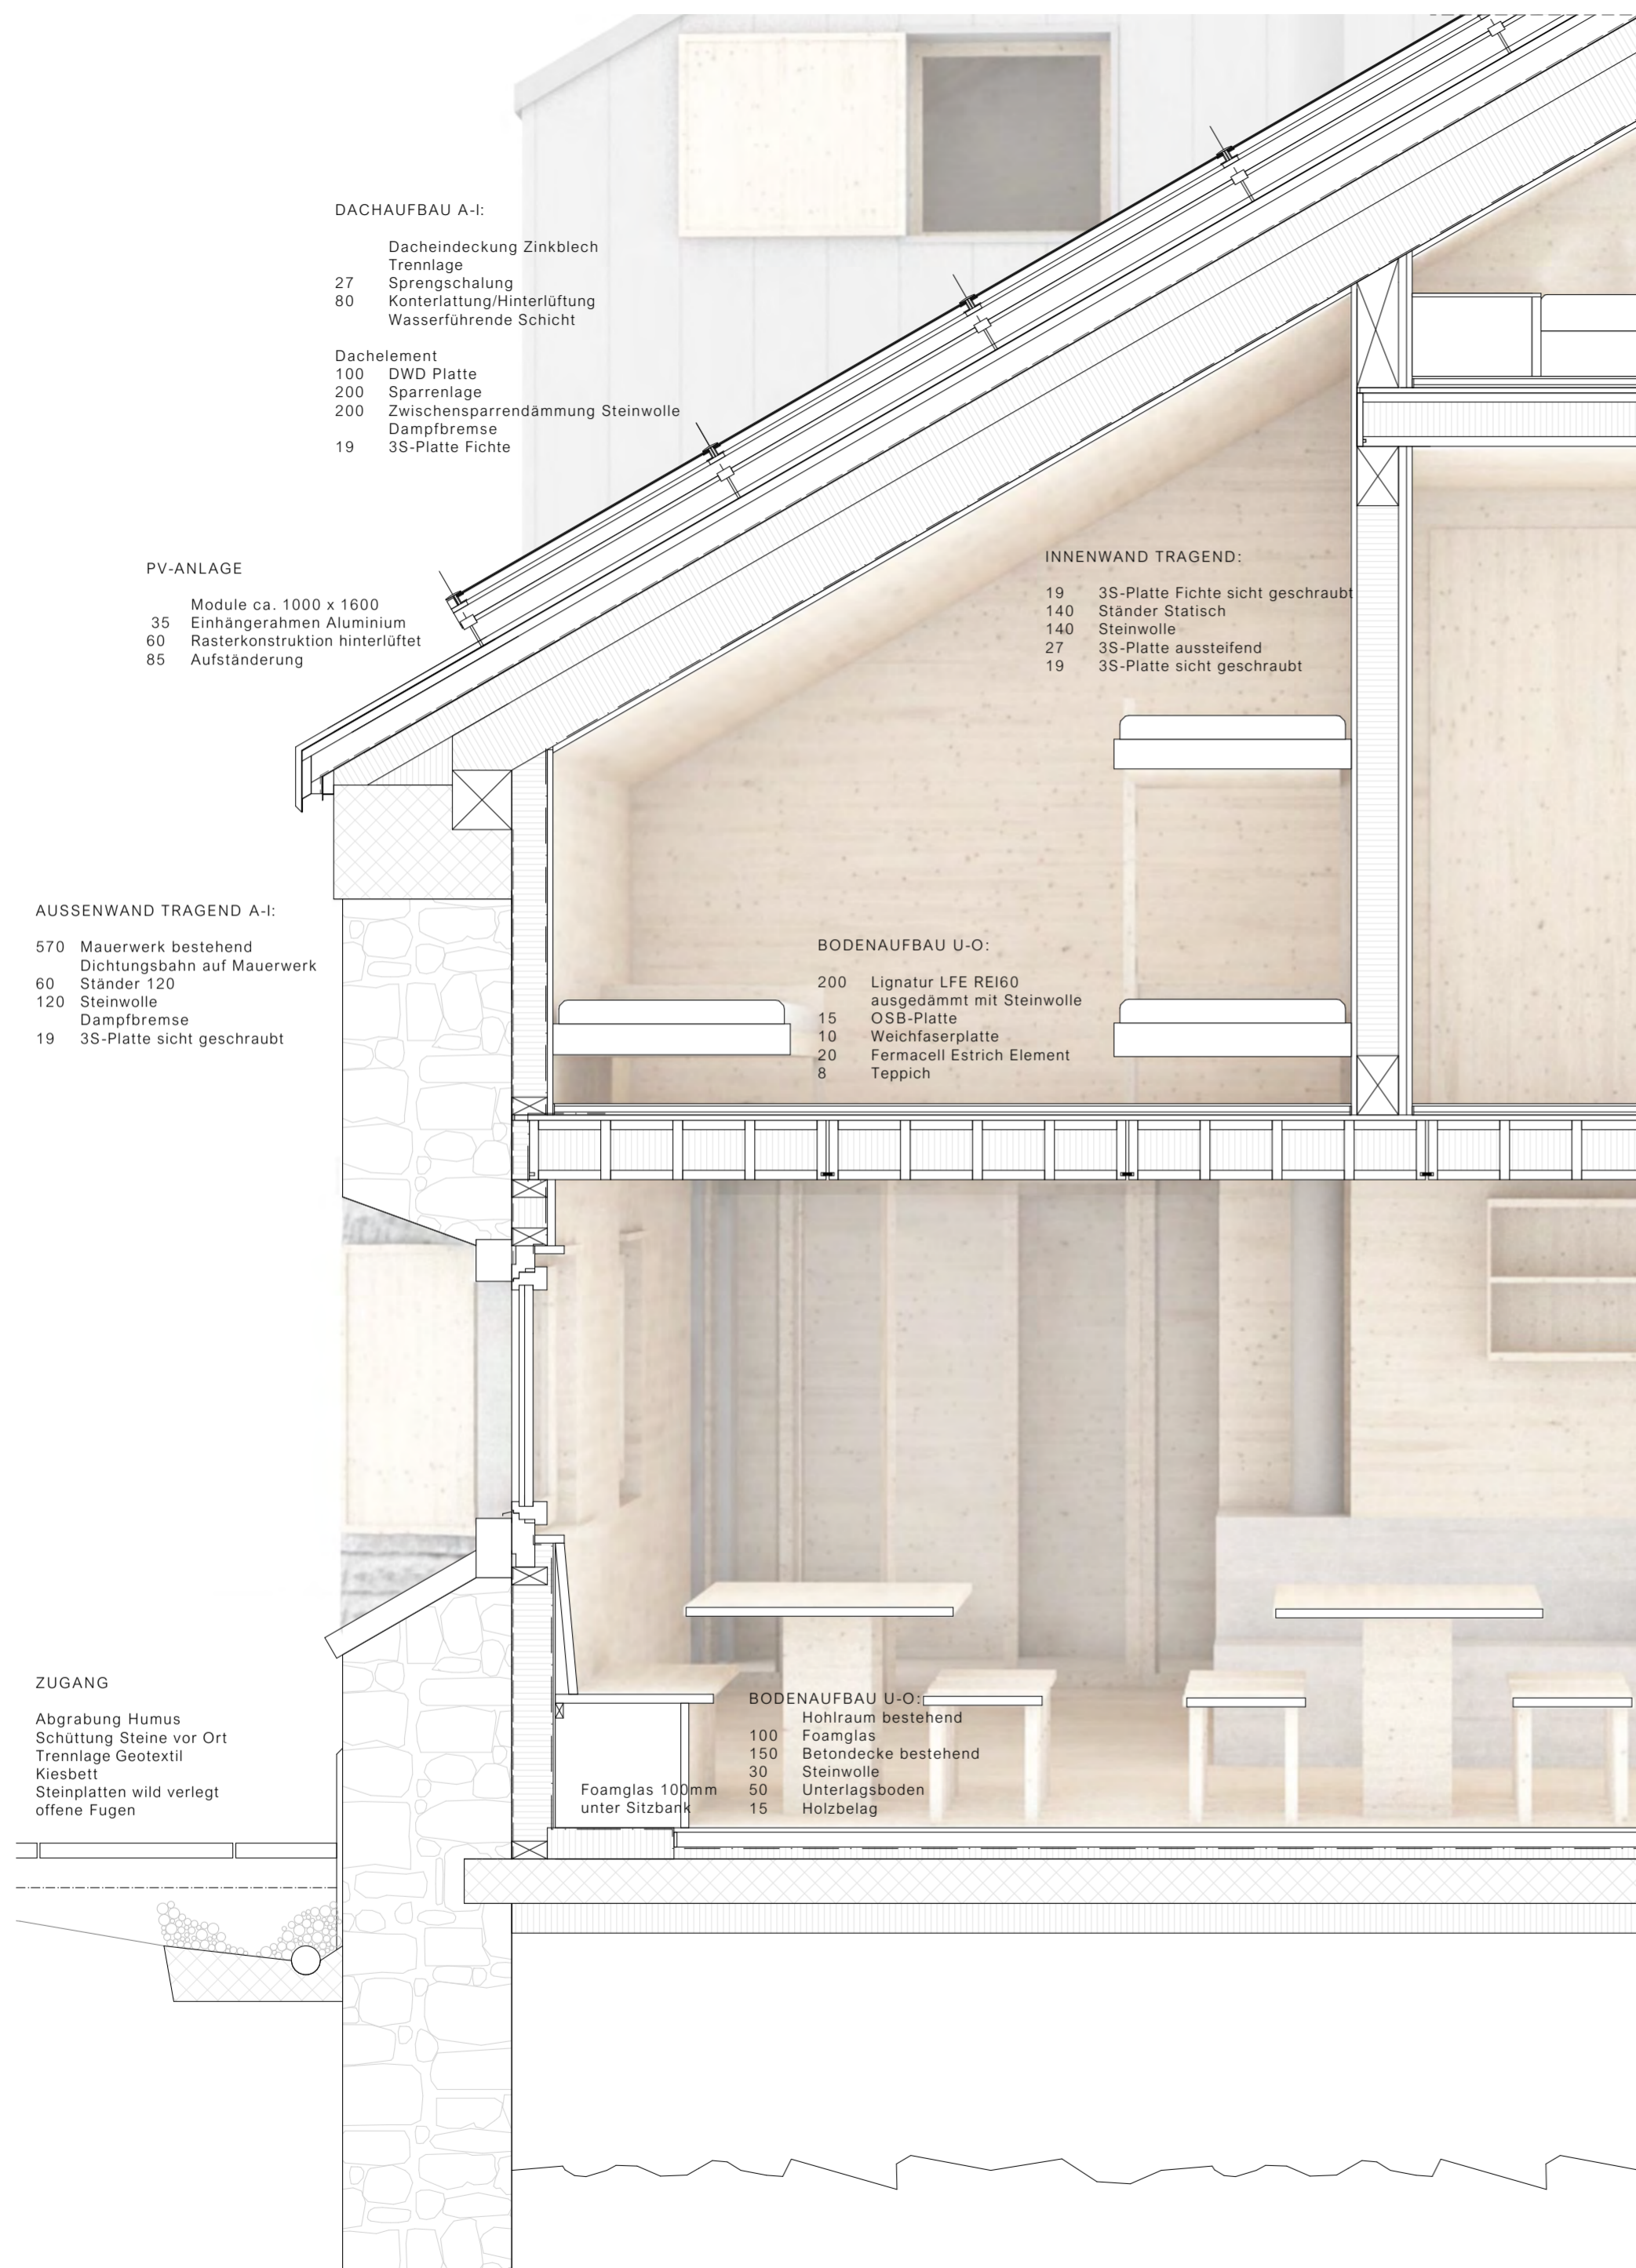 DACHAUFBAU A-I:
Dacheindeckung Zinkblech
Trennlage
27 Sprengschalung
80 Konterlattung/Hinterlüftung
Wasserführende Schicht
Dachelement
100 DWD Platte
200 Sparrenlage
200 Zwischensparrendämmung Steinwolle
Dampfbremse
19 3S-Platte Fichte
PV-ANLAGE
Module ca. 1000 x 1600
35 Einhängerahmen Aluminium
60 Rasterkonstruktion hinterlüftet
85 Aufständerung
INNENWAND TRAGEND:
19 3S-Platte Fichte sicht geschraubt
140 Ständer Statisch
140 Steinwolle
27 3S-Platte aussteifend
19 3S-Platte sicht geschraubt
AUSSENWAND TRAGEND A-I:
570 Mauerwerk bestehend
Dichtungsbahn auf Mauerwerk
60 Ständer 120
120 Steinwolle
Dampfbremse
19 3S-Platte sicht geschraubt
BODENAUFBAU U-O:
200 Lignatur LFE REI60
ausgedämmt mit Steinwolle
15 OSB-Platte
10 Weichfaserplatte
20 Fermacell Estrich Element
8 Teppich
ZUGANG
Abgrabung Humus
Schüttung Steine vor Ort
Trennlage Geotextil
Kiesbett
Steinplatten wild verlegt
offene Fugen
Foamglas 100mm
unter Sitzbank
BODENAUFBAU U-O:
Hohlraum bestehend
100 Foamglas
150 Betondecke bestehend
30 Steinwolle
50 Unterlagsboden
15 Holzbelag